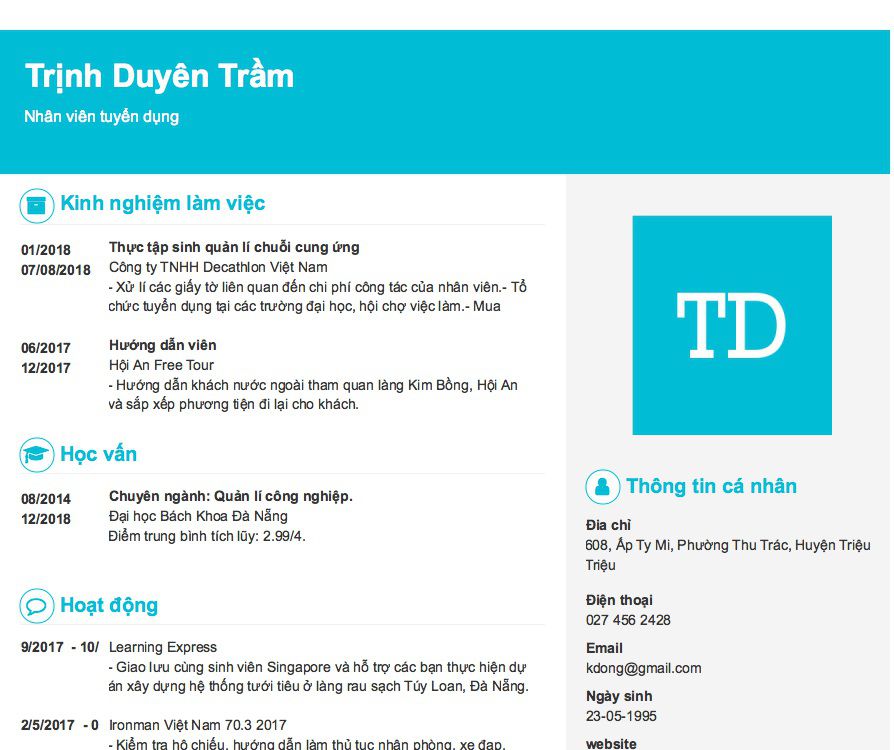 Trịnh Duyên Trầm
Nhân viên tuyển dụng
Kinh nghiệm làm việc
01/2018
07/08/2018
Thực tập sinh quản lí chuỗi cung ứng
Công ty TNHH Decathlon Việt Nam
- Xử lí các giấy tờ liên quan đến chi phí công tác của nhân viên.- Tổ
chức tuyển dụng tại các trường đại học, hội chợ việc làm.- Mua
06/2017
12/2017
Hướng dẫn viên
Hội An Free Tour
- Hướng dẫn khách nước ngoài tham quan làng Kim Bồng, Hội An
và sắp xếp phương tiện đi lại cho khách.
Học vấn
08/2014
12/2018
Chuyên ngành: Quản lí công nghiệp.
Đại học Bách Khoa Đà Nẵng
Điểm trung bình tích lũy: 2.99/4.
Hoạt động
9/2017 - 10/
Learning Express
- Giao lưu cùng sinh viên Singapore và hỗ trợ các bạn thực hiện dự
án xây dựng hệ thống tưới tiêu ở làng rau sạch Túy Loan, Đà Nẵng.
2/5/2017 - 0
Ironman Việt Nam 70.3 2017
- Kiểm tra hộ chiếu, hướng dẫn làm thủ tục nhận phòng, xe đạp,
TD
Thông tin cá nhân
Địa chỉ
608, Ấp Ty Mi, Phường Thu Trác, Huyện Triệu
Triệu
Điện thoại
027 456 2428
Email
kdong@gmail.com
Ngày sinh
23-05-1995
website